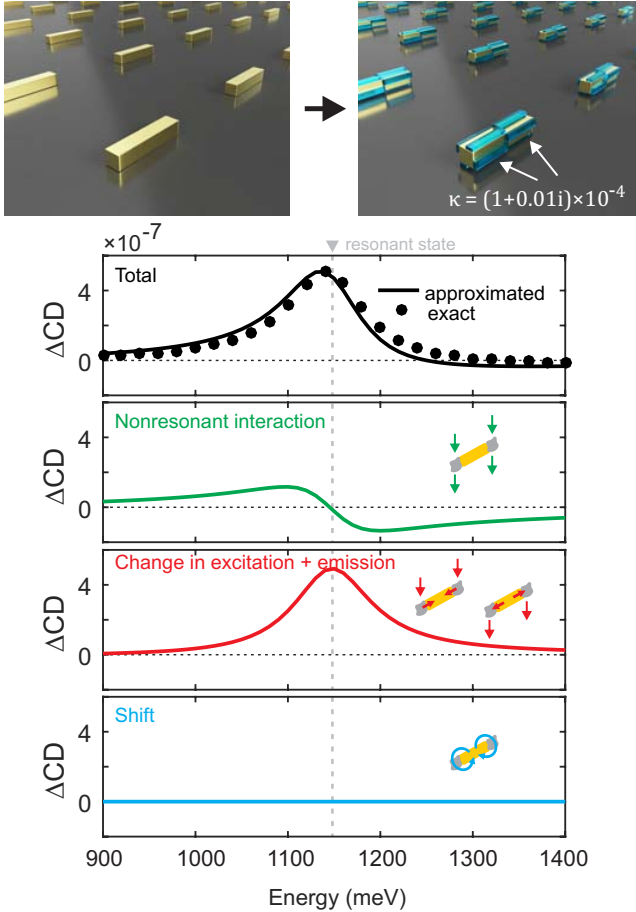 κ = (1+0.01i)×10⁻⁴
×10⁻⁷
resonant state
Total
approximated
exact
ΔCD
4
0
Nonresonant interaction
ΔCD
4
0
Change in excitation + emission
ΔCD
4
0
Shift
ΔCD
4
0
900 1000 1100 1200 1300 1400
Energy (meV)